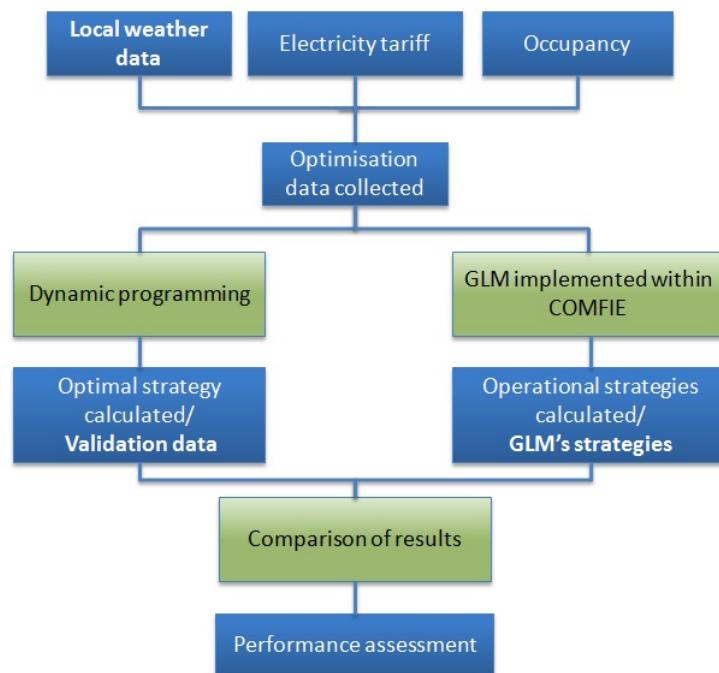 Local weather
data
Electricity tariff
Occupancy
Optimisation
data collected
Dynamic programming
GLM implemented within
COMFIE
Optimal strategy
calculated/
Validation data
Operational strategies
calculated/
GLM's strategies
Comparison of results
Performance assessment